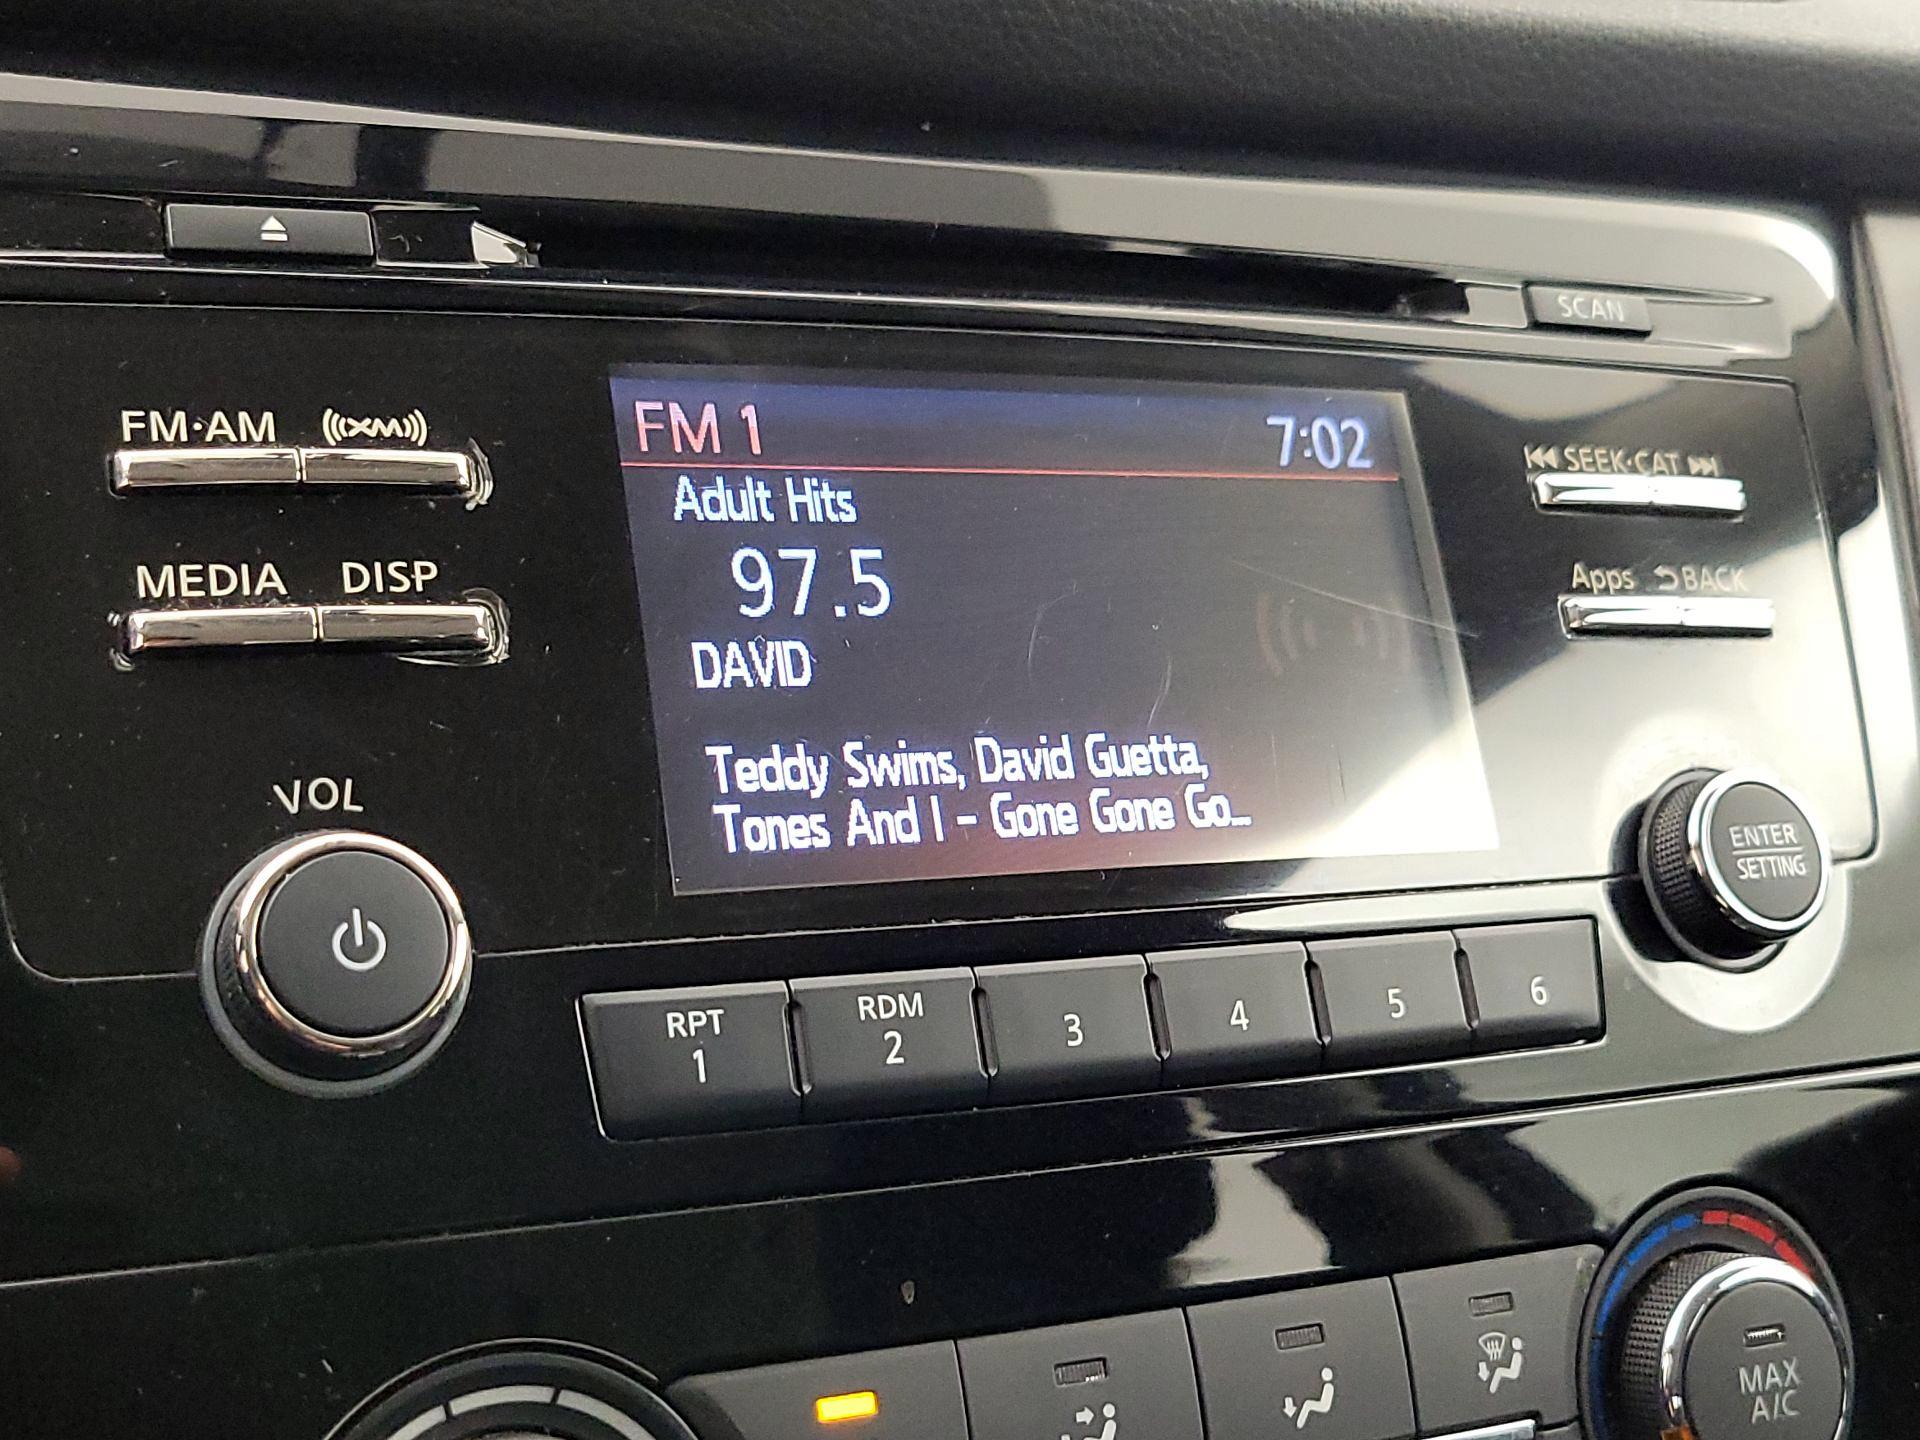 SCAN
FM·AM
XM
FM 1
7:02
SEEK·CAT
Adult Hits
97.5
DAVID
MEDIA
DISP
Apps
BACK
Teddy Swims, David Guetta,
Tones And I - Gone Gone Go...
VOL
ENTER
SETTING
RPT
1
RDM
2
3
4
5
6
MAX
A/C